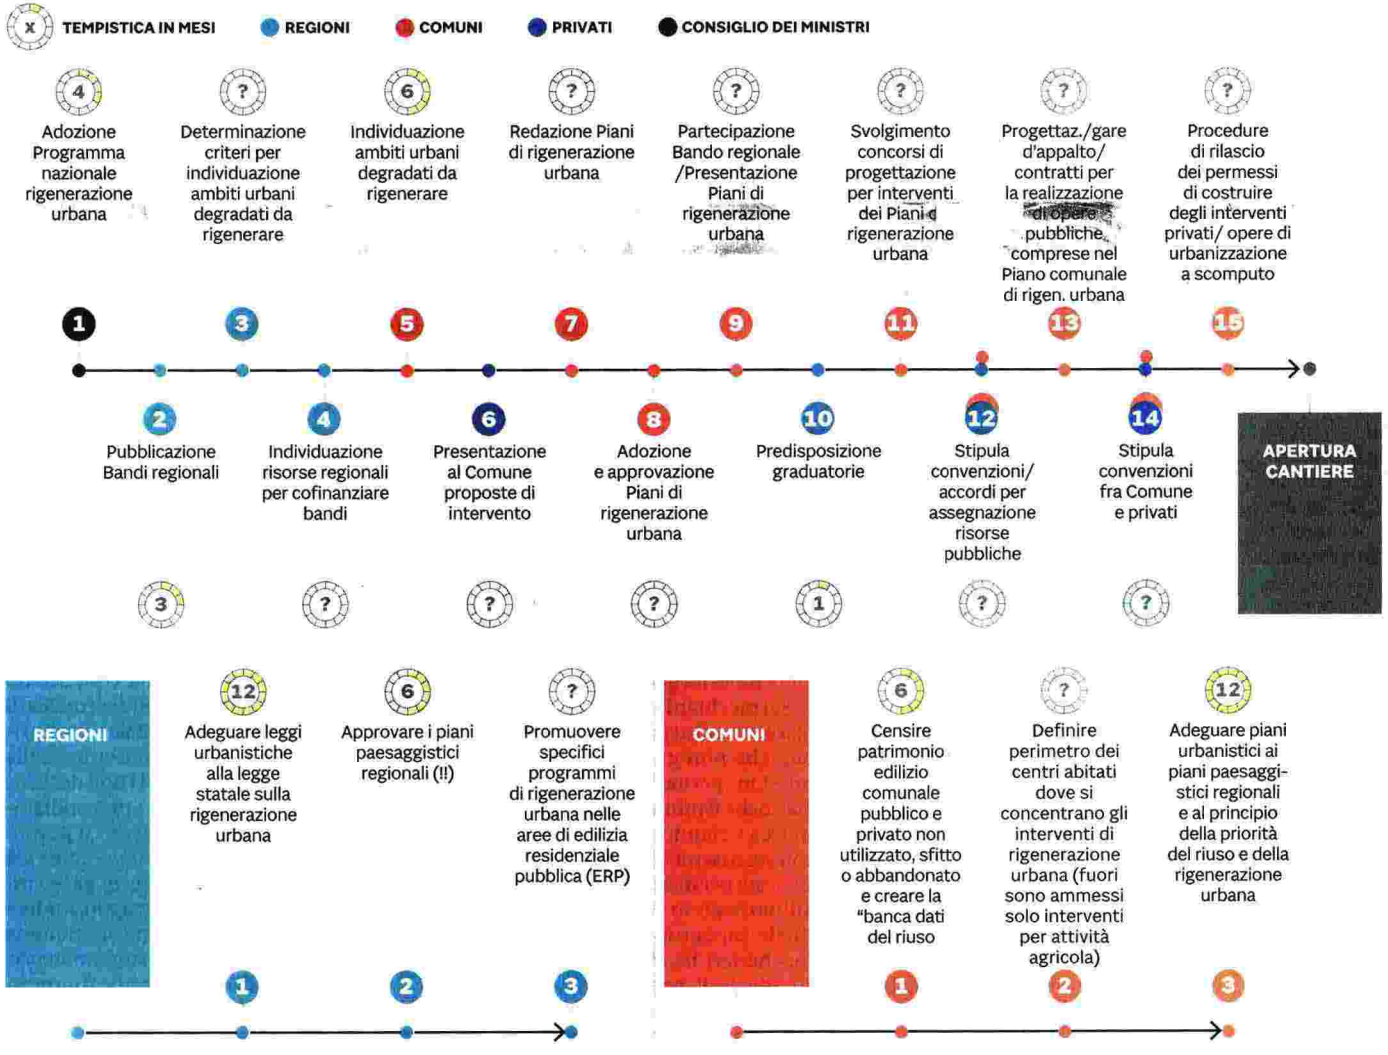 X TEMPISTICA IN MESI REGIONI COMUNI PRIVATI CONSIGLIO DEI MINISTRI
4
Adozione
Programma
nazionale
rigenerazione
urbana
?
Determinazione
criteri per
individuazione
ambiti urbani
degradati da
rigenerare
6
Individuazione
ambiti urbani
degradati da
rigenerare
?
Redazione Piani
di rigenerazione
urbana
?
Partecipazione
Bando regionale
/Presentazione
Piani di
rigenerazione
urbana
?
Svolgimento
concorsi di
progettazione
per interventi
dei Piani d
rigenerazione
urbana
?
Progettaz./gare
d'appalto/
contratti per
la realizzazione
di opere
pubbliche,
comprese nel
Piano comunale
di rigen. urbana
?
Procedure
di rilascio
dei permessi
di costruire
degli interventi
privati/ opere di
urbanizzazione
a scomputo
1 3 5 7 9 11 13 15
2
Pubblicazione
Bandi regionali
3
4
Individuazione
risorse regionali
per cofinanziare
bandi
?
6
Presentazione
al Comune
proposte di
intervento
?
8
Adozione
e approvazione
Piani di
rigenerazione
urbana
?
10
Predisposizione
graduatorie
1
12
Stipula
convenzioni/
accordi per
assegnazione
risorse
pubbliche
?
14
Stipula
convenzioni
fra Comune
e privati
?
APERTURA
CANTIERE
REGIONI
12
Adeguare leggi
urbanistiche
alla legge
statale sulla
rigenerazione
urbana
1
6
Approvare i piani
paesaggistici
regionali (!!)
2
?
Promuovere
specifici
programmi
di rigenerazione
urbana nelle
aree di edilizia
residenziale
pubblica (ERP)
3
COMUNI
6
Censire
patrimonio
edilizio
comunale
pubblico e
privato non
utilizzato, sfitto
o abbandonato
e creare la
"banca dati
del riuso
1
?
Definire
perimetro dei
centri abitati
dove si
concentrano gli
interventi di
rigenerazione
urbana (fuori
sono ammessi
solo interventi
per attività
agricola)
2
12
Adeguare piani
urbanistici ai
piani paesaggi-
stici regionali
e al principio
della priorità
del riuso e della
rigenerazione
urbana
3